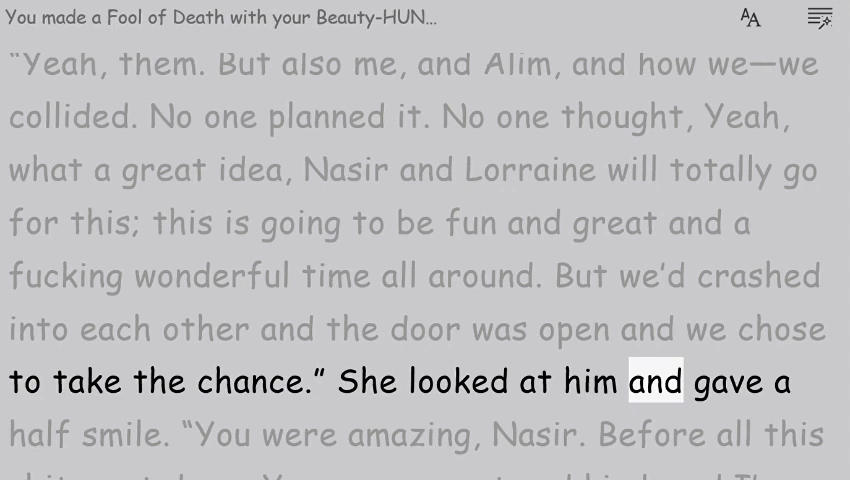 You made a Fool of Death with your Beauty-HUN...
AA
"Yeah, them. But also me, and Alim, and how we—we
collided. No one planned it. No one thought, Yeah,
what a great idea, Nasir and Lorraine will totally go
for this; this is going to be fun and great and a
fucking wonderful time all around. But we'd crashed
into each other and the door was open and we chose
to take the chance." She looked at him and gave a
half smile. "You were amazing, Nasir. Before all this